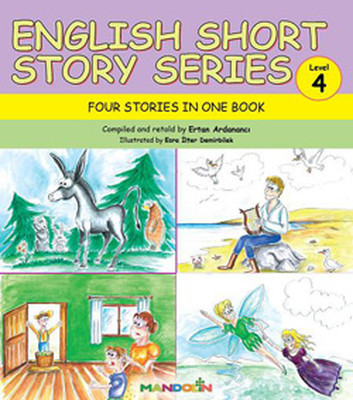 ENGLISH SHORT
STORY SERIES
Level
4
FOUR STORIES IN ONE BOOK
Compiled and retold by Ertan Ardanancı
Illustrated by Esra İlter Demirbilek
MANDOLİN